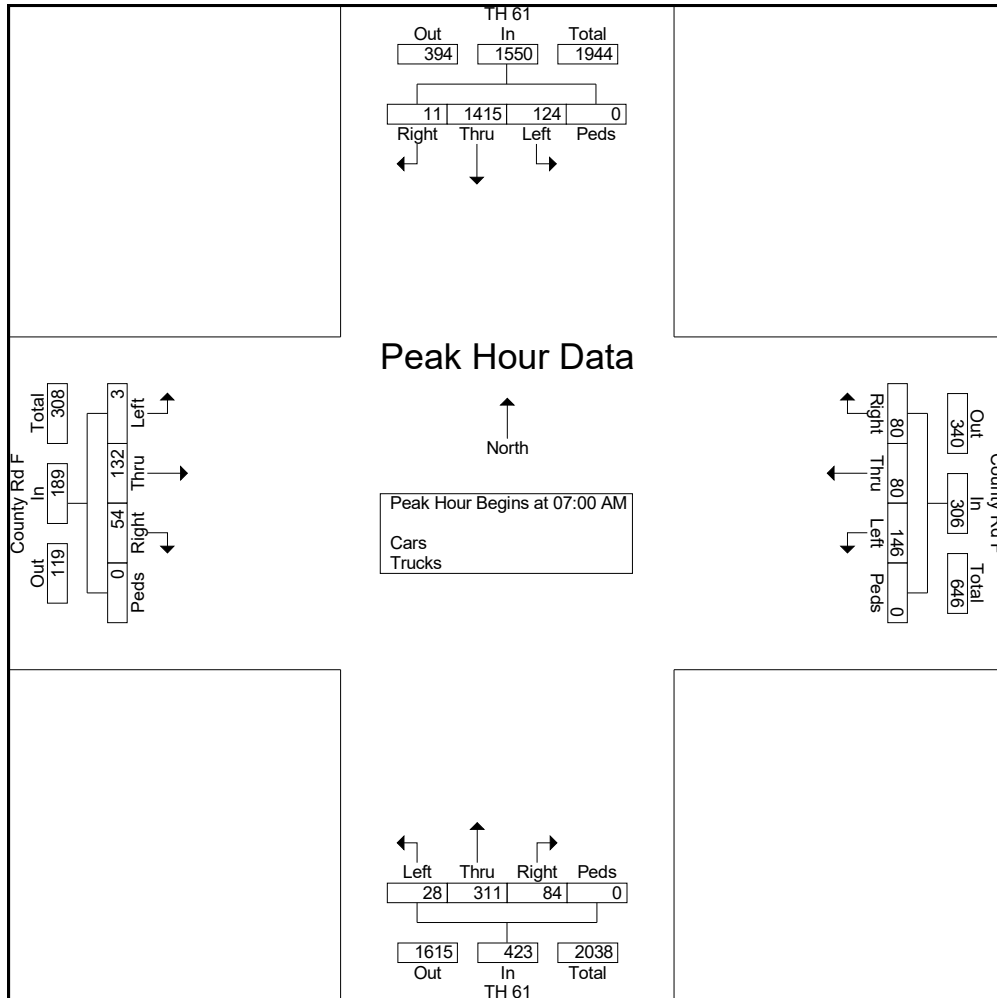 TH 61
Out In Total
394 1550 1944
11 1415 124 0
Right Thru Left Peds
Peak Hour Data
North
Peak Hour Begins at 07:00 AM
Cars
Trucks
County Rd F
Out In Total
119 189 308
Left Thru Right Peds
3 132 54 0
County Rd F
Out In Total
340 306 646
Right Thru Left Peds
80 80 146 0
Left Thru Right Peds
28 311 84 0
1615 423 2038
Out In Total
TH 61